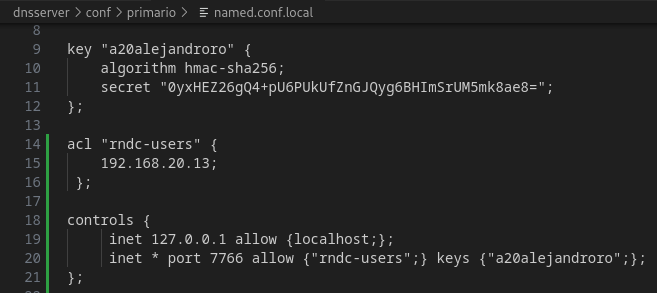 dnsserver > conf > primario > named.conf.local
8
9 key "a20alejandroro" {
10 algorithm hmac-sha256;
11 secret "0yxHEZ26gQ4+pU6PUkUfZnGJQyg6BHImSrUM5mk8ae8=";
12 };
13
14 acl "rndc-users" {
15 192.168.20.13;
16 };
17
18 controls {
19 inet 127.0.0.1 allow {localhost;};
20 inet * port 7766 allow {"rndc-users";} keys {"a20alejandroro";};
21 };